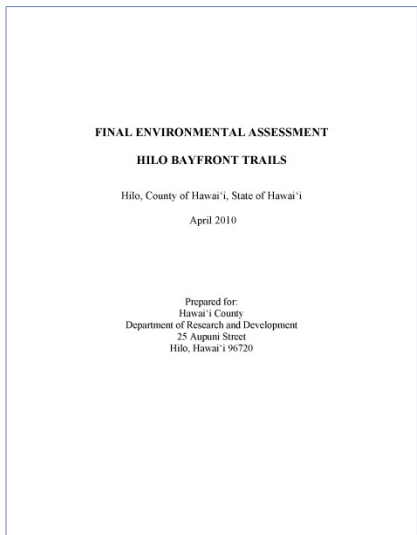 FINAL ENVIRONMENTAL ASSESSMENT
HILO BAYFRONT TRAILS
Hilo, County of Hawai‘i, State of Hawai‘i
April 2010
Prepared for:
Hawai‘i County
Department of Research and Development
25 Aupuni Street
Hilo, Hawai‘i 96720